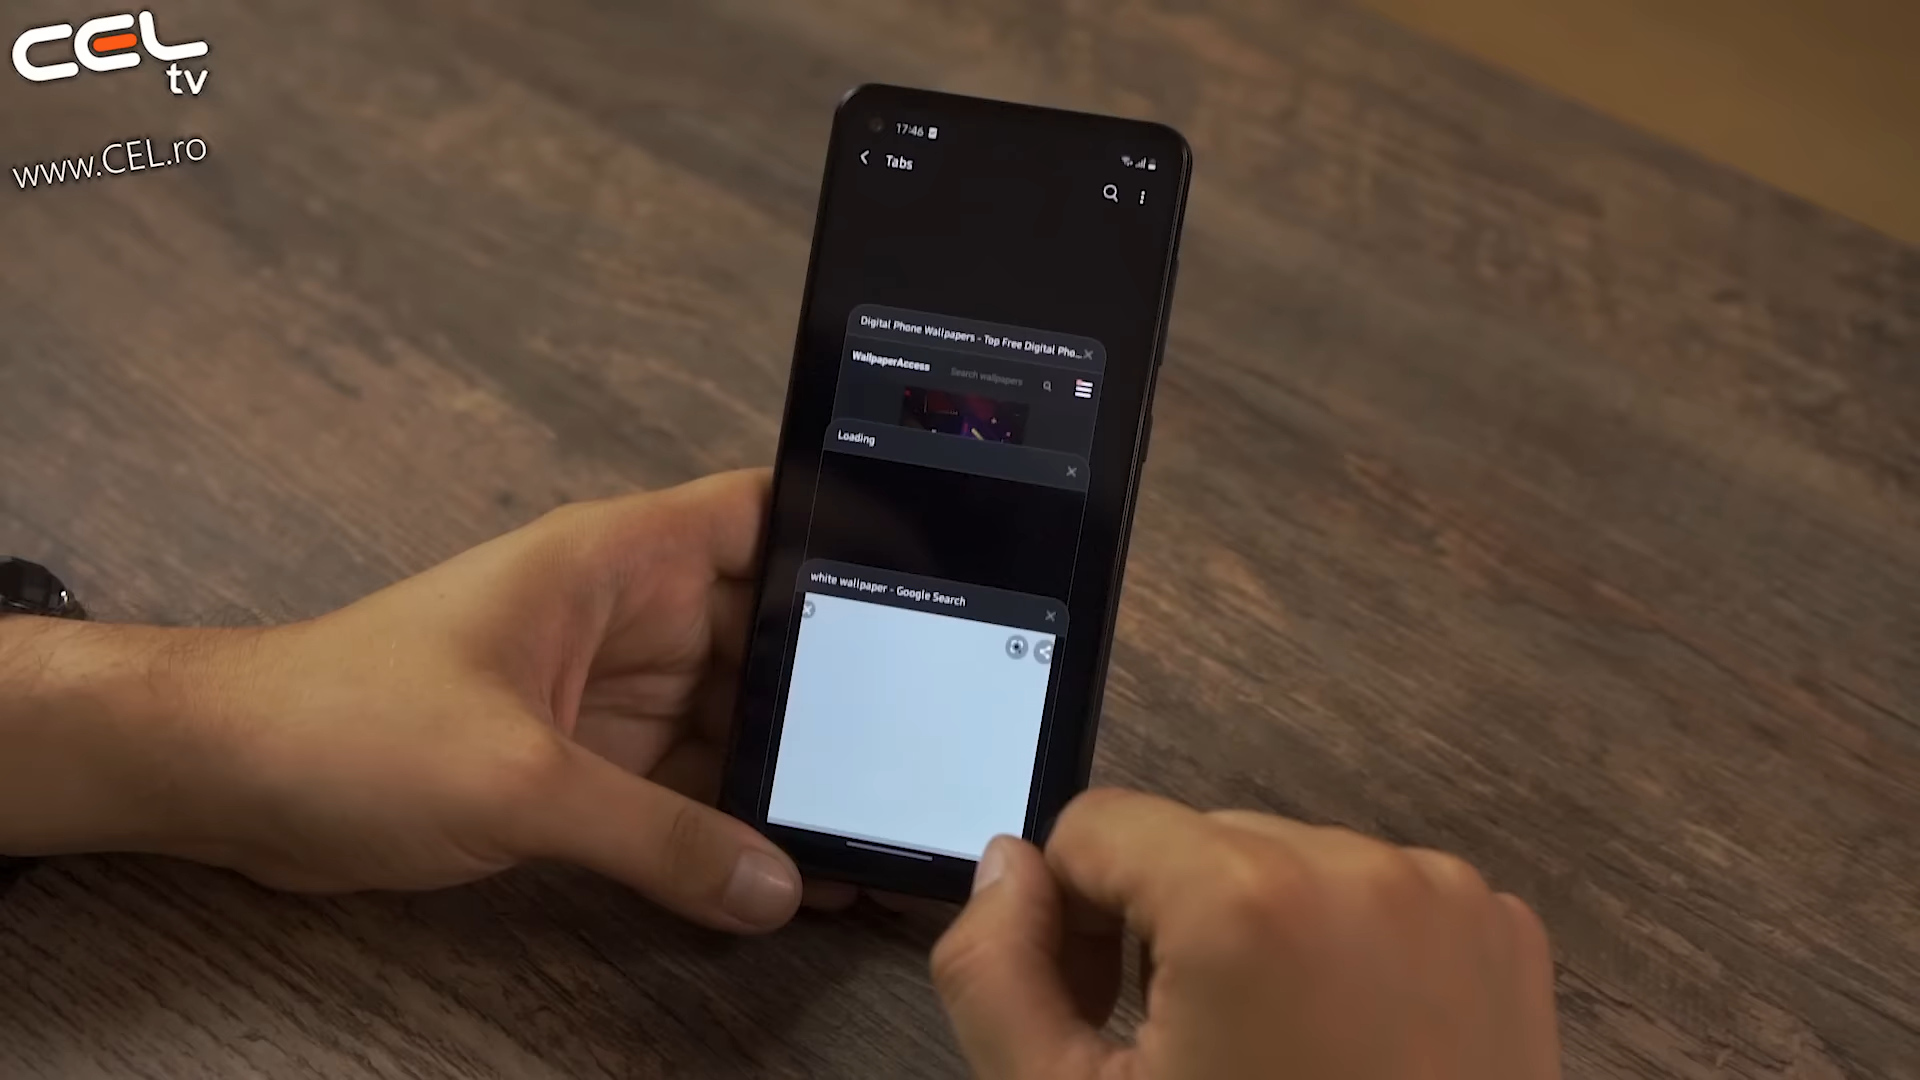 CEL
tv
www.CEL.ro
17:46
Tabs
Digital Phone Wallpapers - Top Free Digital Pho...
WallpaperAccess
Search wallpapers
Loading
white wallpaper - Google Search